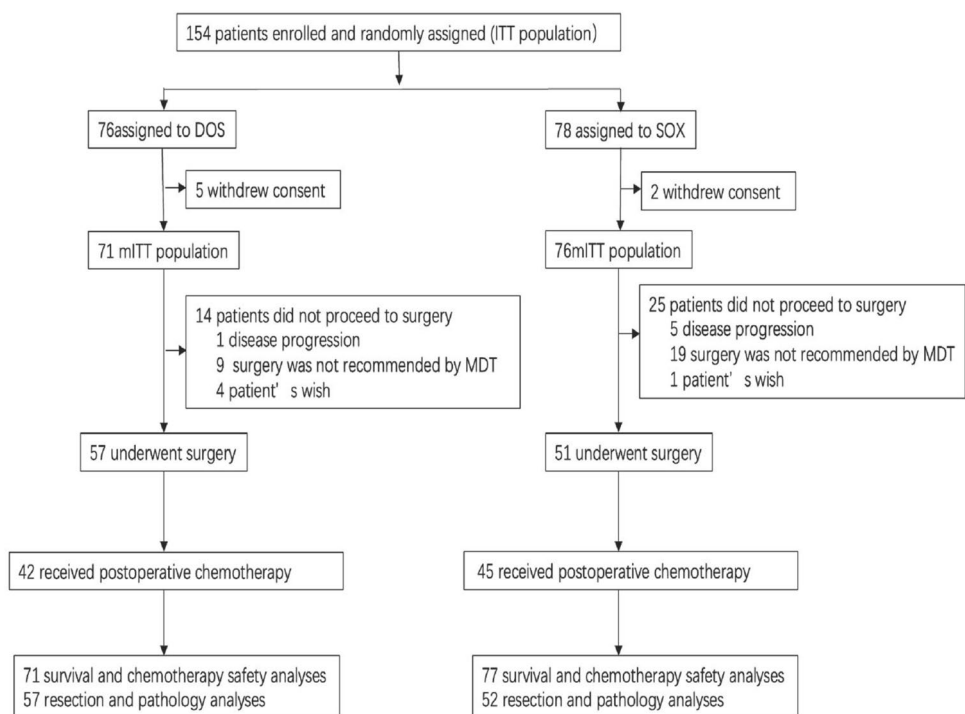 154 patients enrolled and randomly assigned (ITT population)
76assigned to DOS
78 assigned to SOX
5 withdrew consent
2 withdrew consent
71 mITT population
76mITT population
14 patients did not proceed to surgery
1 disease progression
9 surgery was not recommended by MDT
4 patient's wish
25 patients did not proceed to surgery
5 disease progression
19 surgery was not recommended by MDT
1 patient's wish
57 underwent surgery
51 underwent surgery
42 received postoperative chemotherapy
45 received postoperative chemotherapy
71 survival and chemotherapy safety analyses
57 resection and pathology analyses
77 survival and chemotherapy safety analyses
52 resection and pathology analyses